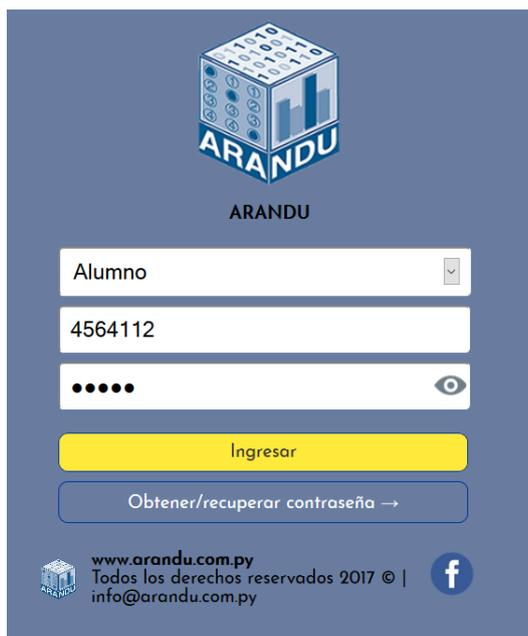 ARANDU
ARANDU
Alumno
4564112
●●●●●
Ingresar
Obtener/recuperar contraseña →
ARANDU
www.arandu.com.py
Todos los derechos reservados 2017 © |
info@arandu.com.py
f